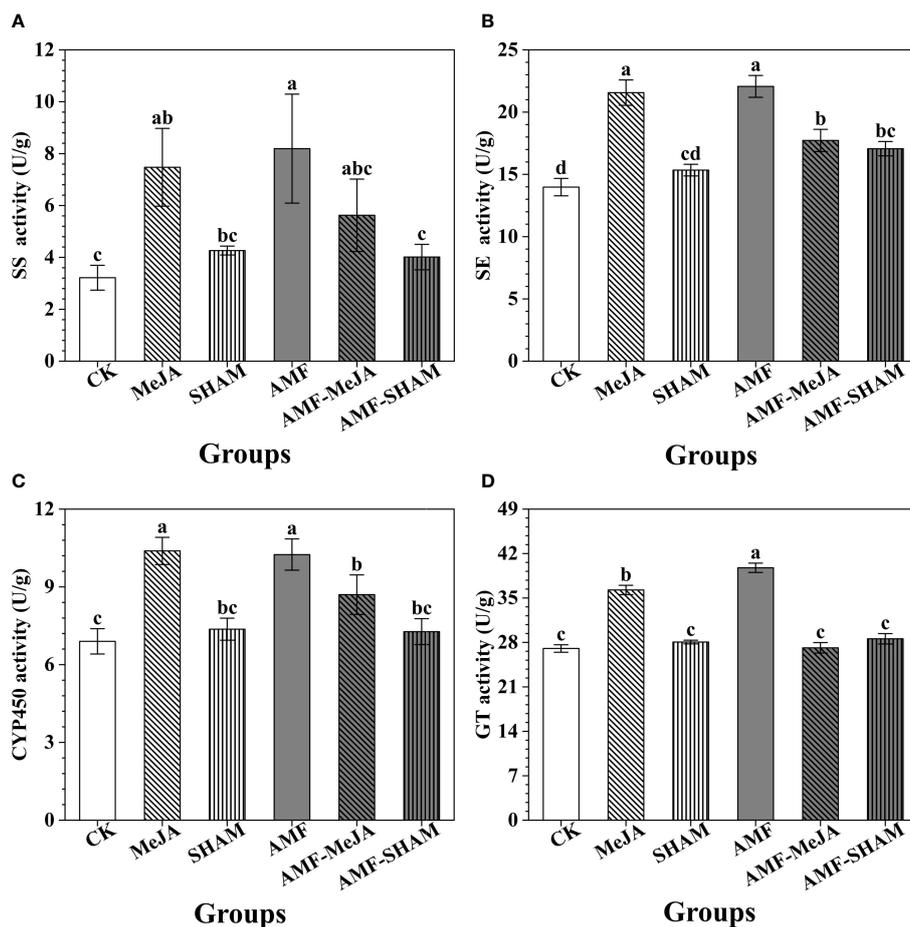 A
SS activity (U/g)
12
10
8
6
4
2
0
c
ab
bc
a
abc
c
CK
MeJA
SHAM
AMF
AMF-MeJA
AMF-SHAM
Groups
B
SE activity (U/g)
25
20
15
10
5
0
d
a
cd
a
b
bc
CK
MeJA
SHAM
AMF
AMF-MeJA
AMF-SHAM
Groups
C
CYP450 activity (U/g)
12
9
6
3
0
c
a
bc
a
b
bc
CK
MeJA
SHAM
AMF
AMF-MeJA
AMF-SHAM
Groups
D
GT activity (U/g)
49
42
35
28
21
14
7
0
c
b
c
a
c
c
CK
MeJA
SHAM
AMF
AMF-MeJA
AMF-SHAM
Groups